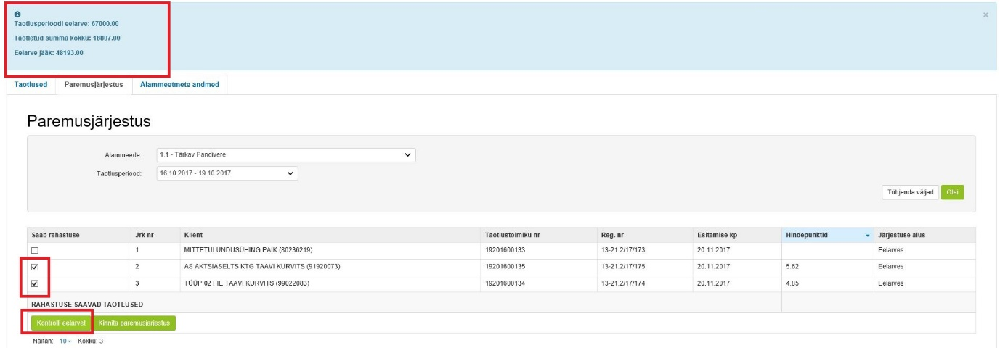 Taotlusperioodi eelarve: 67000.00
Taotletud summa kokku: 18807.00
Eelarve jääk: 48193.00
×
Taotlused Paremusjärjestus Alammeetmete andmed
Paremusjärjestus
Alammeede: 1.1 - Tärkav Pandivere
Taotlusperiood: 16.10.2017 - 19.10.2017
Tühjenda väljad Otsi
Saab rahastuse Jrk nr Klient Taotlustoimiku nr Reg. nr Esitamise kp Hindepunktid Järjestuse alus
1 MITTETULUNDUSÜHING PAIK (80236219) 19201600133 13-21.2/17/173 20.11.2017 Eelarves
2 AS AKTSIASELTS KTG TAAVI KURVITS (91920073) 19201600135 13-21.2/17/175 20.11.2017 5.62 Eelarves
3 TÜÜP 02 FIE TAAVI KURVITS (99022083) 19201600134 13-21.2/17/174 20.11.2017 4.85 Eelarves
RAHASTUSE SAAVAD TAOTLUSED
Kontrolli eelarvet Kinnita paremusjarjestus
Näitan: 10 Kokku: 3